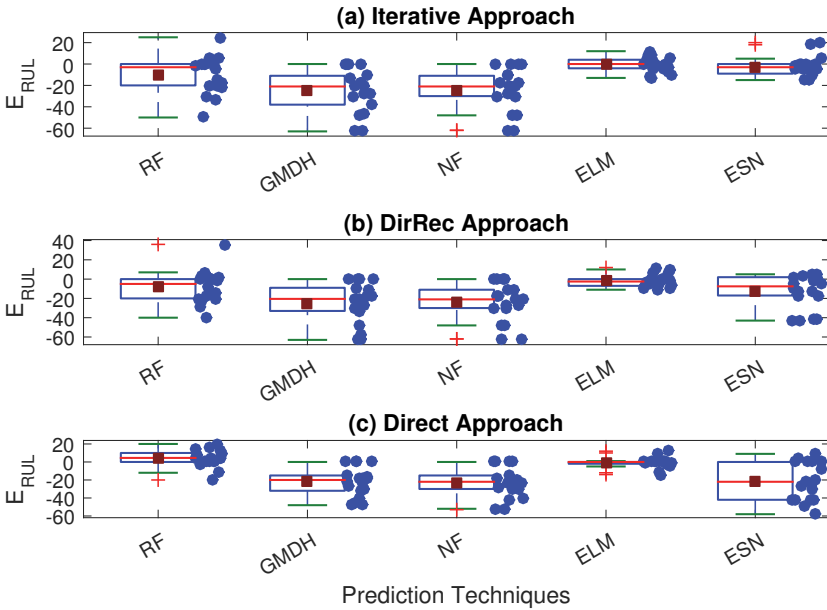 (a) Iterative Approach
20
0
-20
-40
-60
E_RUL
RF
GMDH
NF
ELM
ESN
(b) DirRec Approach
40
20
0
-20
-40
-60
E_RUL
RF
GMDH
NF
ELM
ESN
(c) Direct Approach
20
0
-20
-40
-60
E_RUL
RF
GMDH
NF
ELM
ESN
Prediction Techniques